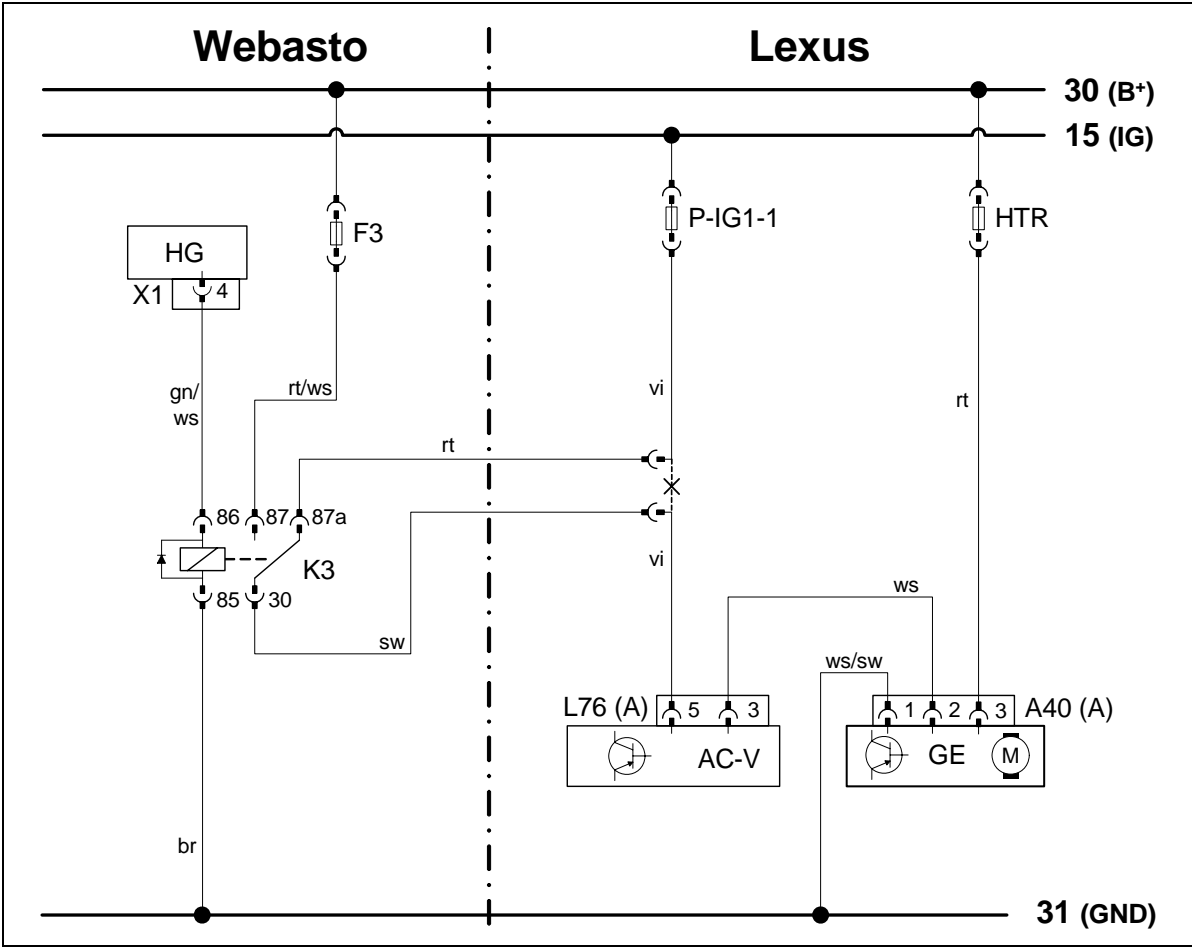 Webasto
Lexus
30 (B+)
15 (IG)
F3
P-IG1-1
HTR
HG
X1
4
gn/
ws
rt/ws
vi
rt
rt
86
87
87a
K3
85
30
vi
sw
ws
ws/sw
L76 (A)
5
3
1
2
3
A40 (A)
AC-V
GE
M
br
31 (GND)